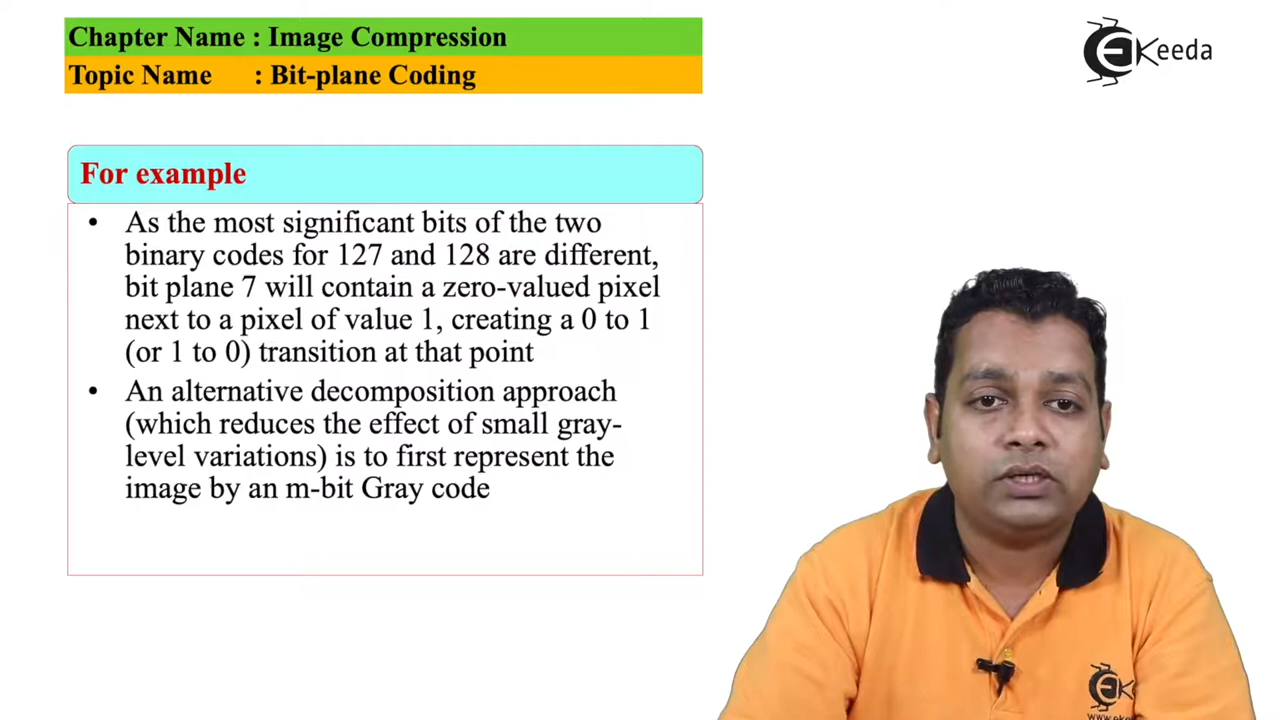 Chapter Name : Image Compression
Topic Name : Bit-plane Coding
EKeeda
For example
• As the most significant bits of the two
binary codes for 127 and 128 are different,
bit plane 7 will contain a zero-valued pixel
next to a pixel of value 1, creating a 0 to 1
(or 1 to 0) transition at that point
• An alternative decomposition approach
(which reduces the effect of small gray-
level variations) is to first represent the
image by an m-bit Gray code